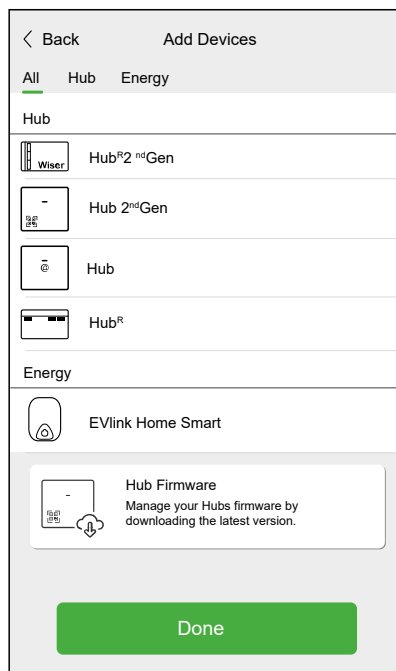 Back Add Devices
All Hub Energy
Hub
Wiser Hubᴿ2 ⁿᵈGen
Hub 2ⁿᵈGen
@ Hub
Hubᴿ
Energy
EVlink Home Smart
Hub Firmware
Manage your Hubs firmware by
downloading the latest version.
Done